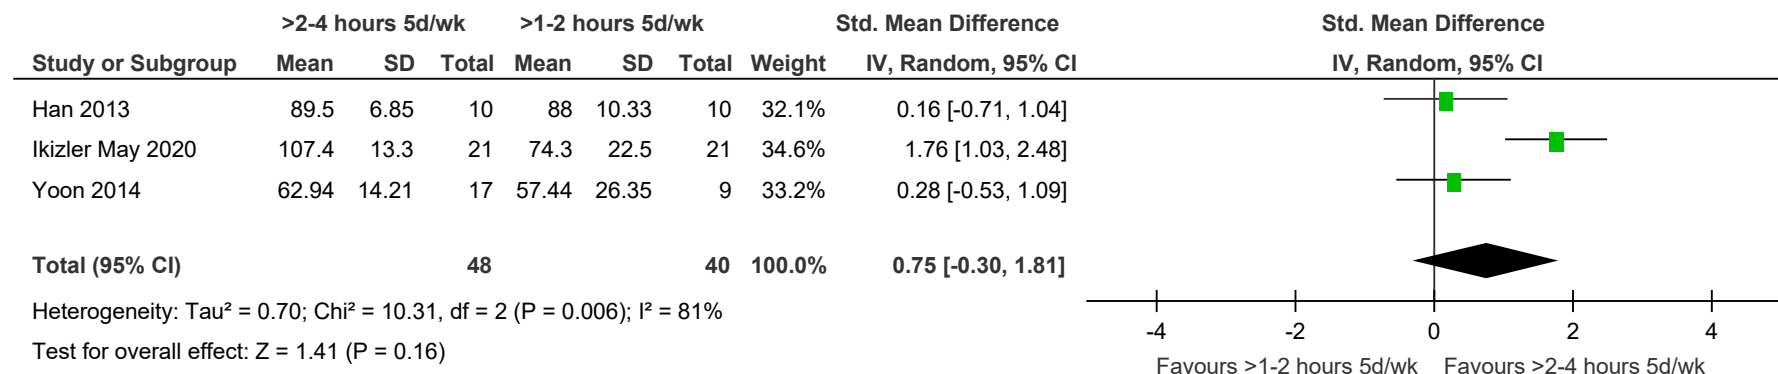 >2-4 hours 5d/wk >1-2 hours 5d/wk Std. Mean Difference Std. Mean Difference
Study or Subgroup Mean SD Total Mean SD Total Weight IV, Random, 95% CI IV, Random, 95% CI
Han 2013 89.5 6.85 10 88 10.33 10 32.1% 0.16 [-0.71, 1.04]
Ikizler May 2020 107.4 13.3 21 74.3 22.5 21 34.6% 1.76 [1.03, 2.48]
Yoon 2014 62.94 14.21 17 57.44 26.35 9 33.2% 0.28 [-0.53, 1.09]
Total (95% CI) 48 40 100.0% 0.75 [-0.30, 1.81]
Heterogeneity: Tau² = 0.70; Chi² = 10.31, df = 2 (P = 0.006); I² = 81%
Test for overall effect: Z = 1.41 (P = 0.16)
-4 -2 0 2 4
Favours >1-2 hours 5d/wk Favours >2-4 hours 5d/wk